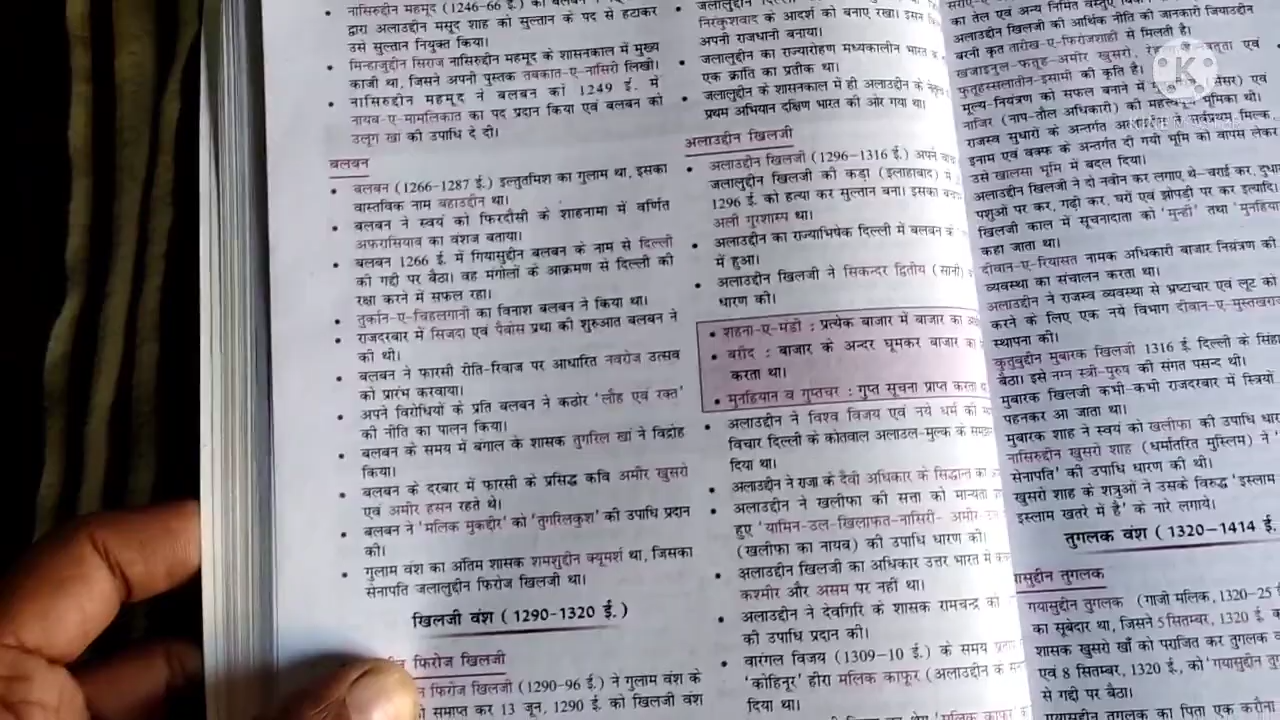 नासिरुद्दीन महमूद (1246-66 ई.)
द्वारा अलाउद्दीन मसूद शाह को सुल्तान के पद से हटाकर
उसे सुल्तान नियुक्त किया।
मिन्हाजुद्दीन सिराज नासिरुद्दीन महमूद के शासनकाल में मुख्य
काजी था, जिसने अपनी पुस्तक तबकात-ए-नासिरी लिखी।
नासिरुद्दीन महमूद ने बलबन को 1249 ई. में
नायब-ए-मामलिकात का पद प्रदान किया एवं बलबन को
उलूग खां की उपाधि दे दी।
बलबन
बलबन (1266-1287 ई.) इल्तुतमिश का गुलाम था, इसका
वास्तविक नाम बहाउद्दीन था।
बलबन ने स्वयं को फिरदौसी के शाहनामा में वर्णित
अफरासियाब का वंशज बताया।
बलबन 1266 ई. में गियासुद्दीन बलबन के नाम से दिल्ली
की गद्दी पर बैठा। वह मंगोलों के आक्रमण से दिल्ली की
रक्षा करने में सफल रहा।
तुर्कान-ए-चिहलगानी का विनाश बलबन ने किया था।
राजदरबार में सिजदा एवं पैबोस प्रथा की शुरुआत बलबन ने
की थी।
बलबन ने फारसी रीति-रिवाज पर आधारित नवरोज उत्सव
को प्रारंभ करवाया।
अपने विरोधियों के प्रति बलबन ने कठोर 'लौह एवं रक्त'
की नीति का पालन किया।
बलबन के समय में बंगाल के शासक तुगरिल खां ने विद्रोह
किया।
बलबन के दरबार में फारसी के प्रसिद्ध कवि अमीर खुसरो
एवं अमीर हसन रहते थे।
बलबन ने 'मलिक मुकद्दीर' को 'तुगरिलकुश' की उपाधि प्रदान
की।
गुलाम वंश का अंतिम शासक शमशुद्दीन क्यूमर्श था, जिसका
सेनापति जलालुद्दीन फिरोज खिलजी था।
खिलजी वंश (1290-1320 ई.)
फिरोज खिलजी
फिरोज खिलजी (1290-96 ई.) ने गुलाम वंश के
समाप्त कर 13 जून, 1290 ई. को खिलजी वंश
निरंकुशवाद के आदर्श को बनाए रखा। इसने
अपनी राजधानी बनाया।
जलालुद्दीन का राज्यारोहण मध्यकालीन भारत
एक क्रांति का प्रतीक था।
जलालुद्दीन के शासनकाल में ही अलाउद्दीन के
प्रथम अभियान दक्षिण भारत की ओर गया था।
अलाउद्दीन खिलजी
अलाउद्दीन खिलजी (1296-1316 ई.) अपने
जलालुद्दीन खिलजी की कड़ा (इलाहाबाद) में
1296 ई. को हत्या कर सुल्तान बना। इसका
अली गुरशास्प था।
अलाउद्दीन का राज्याभिषेक दिल्ली में बलबन के
में हुआ।
अलाउद्दीन खिलजी ने सिकन्दर द्वितीय (सानी)
धारण की।
शहना-ए-मंडी : प्रत्येक बाजार में बाजार का
बरीद : बाजार के अन्दर घूमकर बाजार का
करता था।
मुनहियान व गुप्तचर : गुप्त सूचना प्राप्त करता
अलाउद्दीन ने विश्व विजय एवं नये धर्म की
विचार दिल्ली के कोतवाल अलाउल-मुल्क के
दिया था।
अलाउद्दीन ने राजा के दैवी अधिकार के सिद्धान्त का
अलाउद्दीन ने खलीफा की सत्ता को मान्यता
हुए 'यामिन-उल-खिलाफत-नासिरी- अमीर
(खलीफा का नायब) की उपाधि धारण की।
अलाउद्दीन खिलजी का अधिकार उत्तर भारत में
कश्मीर और असम पर नहीं था।
अलाउद्दीन ने देवगिरि के शासक रामचन्द्र को
की उपाधि प्रदान की।
वारंगल विजय (1309-10 ई.) के समय
'कोहिनूर' हीरा मलिक काफूर (अलाउद्दीन के
दिया था।
का तेल एवं अन्य निर्मित वस्तुएं
अलाउद्दीन खिलजी की आर्थिक नीति की जानकारी जियाउद्दीन
बरनी कृत तारीख-ए-फिरोजशाही से मिलती है।
खजाइनुल-फतूह-अमीर खुसरो, एवं
फुतूहस्सलातीन-इसामी की कृति है।
मूल्य-नियंत्रण को सफल बनाने में एवं
नाजिर (नाप-तौल अधिकारी) की महत्वपूर्ण भूमिका थी।
राजस्व सुधारों के अन्तर्गत सर्वप्रथम मिल्क,
इनाम एवं वक्फ के अन्तर्गत दी गयी भूमि को वापस लेकर
उसे खालसा भूमि में बदल दिया।
अलाउद्दीन खिलजी ने दो नवीन कर लगाए थे-चराई कर,
पशुओं पर कर, गढ़ी कर, घरों एवं झोपड़ी पर कर इत्यादि।
खिलजी काल में सूचनादाता को 'मुन्ही' तथा
कहा जाता था।
दीवान-ए-रियासत नामक अधिकारी बाजार नियंत्रण की
व्यवस्था का संचालन करता था।
अलाउद्दीन ने राजस्व व्यवस्था से भ्रष्टाचार एवं लूट को
करने के लिए एक नये विभाग
स्थापना की।
कुतुबुद्दीन मुबारक खिलजी 1316 ई. दिल्ली के
बैठा। इसे नग्न स्त्री-पुरुष की संगत पसन्द थी।
मुबारक खिलजी कभी-कभी राजदरबार में स्त्रियों
पहनकर आ जाता था।
मुबारक शाह ने स्वयं को खलीफा की उपाधि
नासिरुद्दीन खुसरो शाह (धर्मांतरित मुस्लिम) ने
सेनापति' की उपाधि धारण की थी।
खुसरो शाह के शत्रुओं ने उसके विरुद्ध 'इस्लाम
इस्लाम खतरे में है' के नारे लगाये।
तुगलक वंश (1320-1414 ई.
तुगलक
गयासुद्दीन तुगलक (गाजी मलिक, 1320-25
का सूबेदार था, जिसने 5 सितम्बर, 1320 ई.
शासक खुसरो खाँ को पराजित कर तुगलक
एवं 8 सितम्बर, 1320 ई. को
से गद्दी पर बैठा।
तुगलक का पिता एक करौना
K